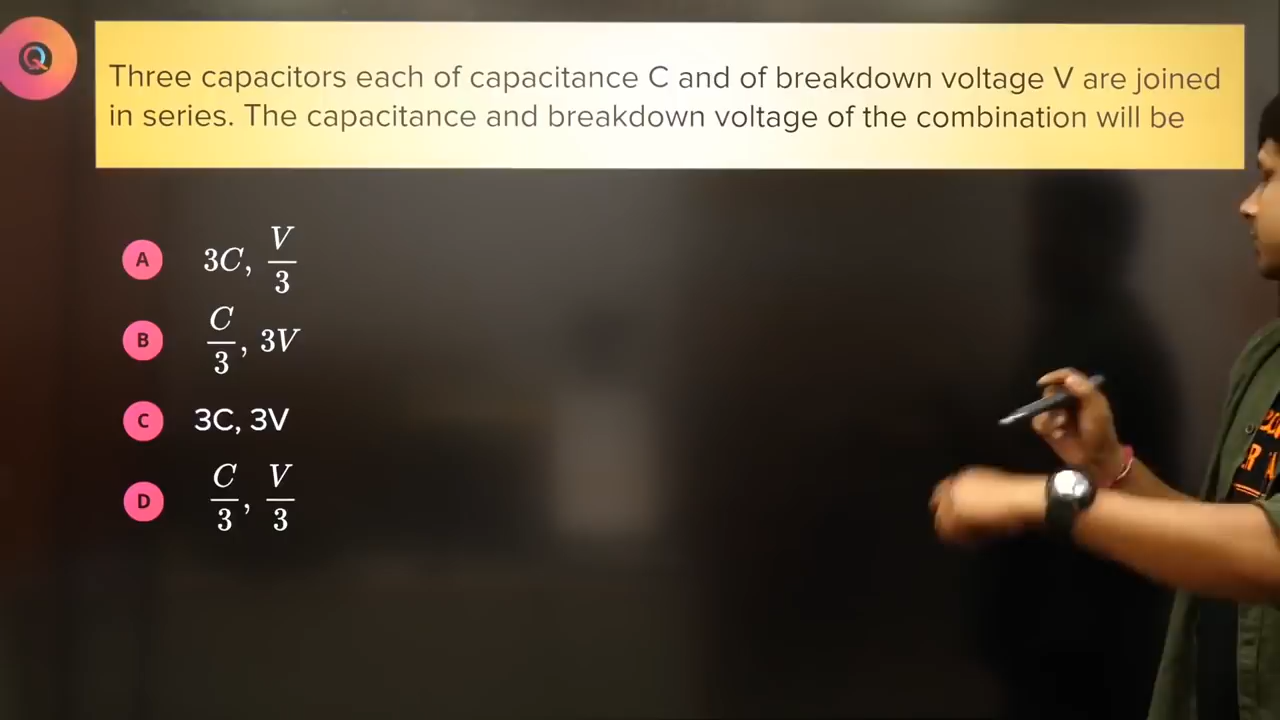 Q
Three capacitors each of capacitance C and of breakdown voltage V are joined
in series. The capacitance and breakdown voltage of the combination will be
A 3C, V/3
B C/3, 3V
C 3C, 3V
D C/3, V/3